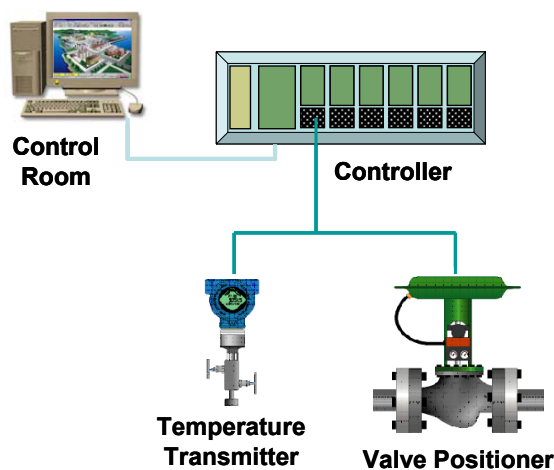 Control
Room
Controller
Temperature
Transmitter
Valve Positioner